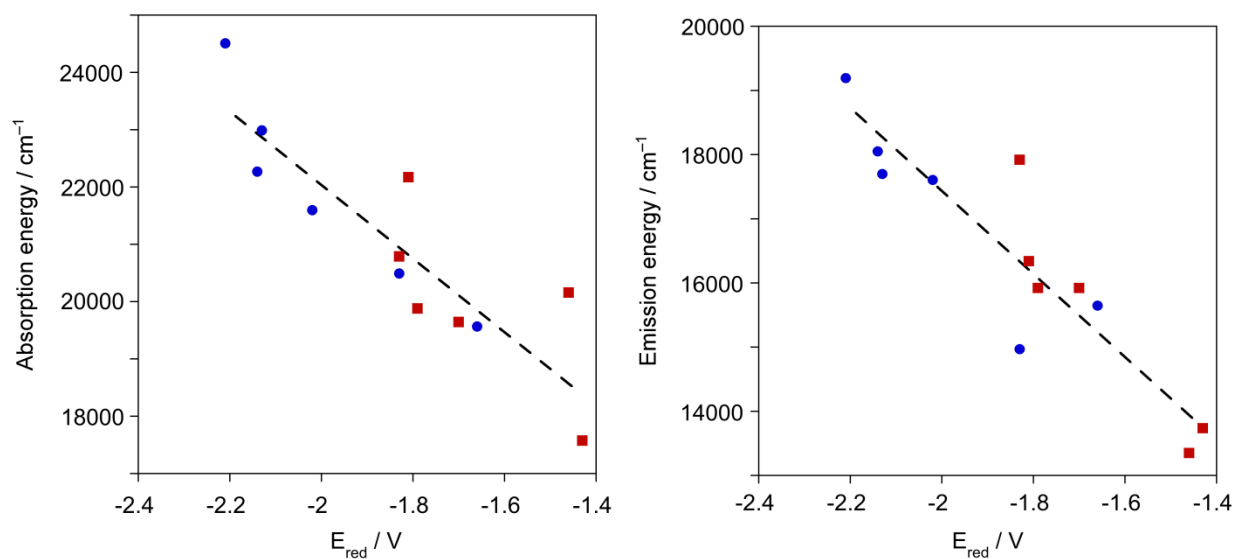 Absorption energy / cm⁻¹
24000
22000
20000
18000
-2.4 -2.2 -2 -1.8 -1.6 -1.4
E_red / V
Emission energy / cm⁻¹
20000
18000
16000
14000
-2.4 -2.2 -2 -1.8 -1.6 -1.4
E_red / V